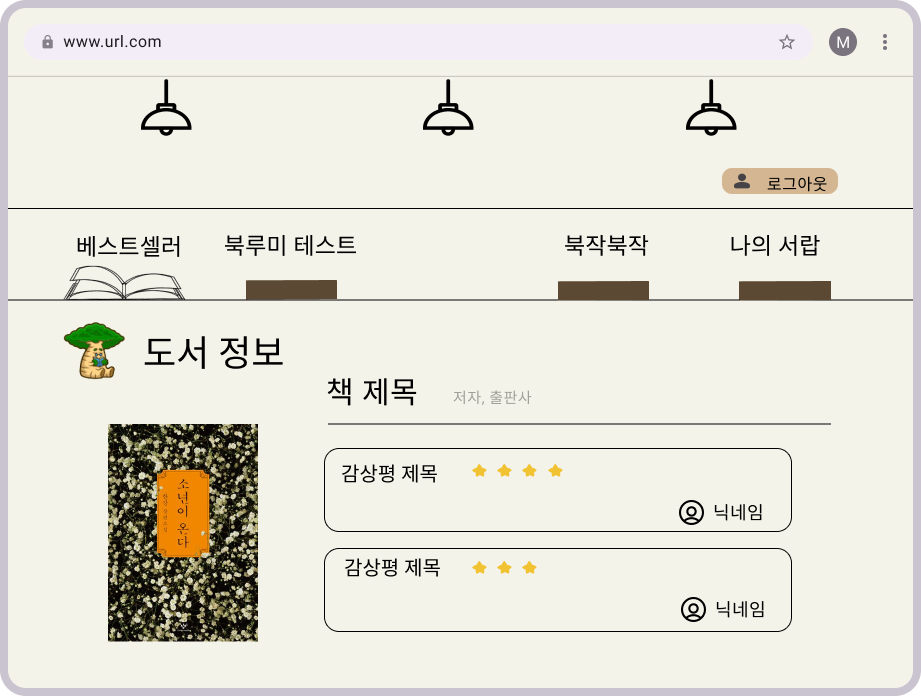 www.url.com
M
로그아웃
베스트셀러
북루미 테스트
북작북작
나의 서랍
도서 정보
책 제목
저자, 출판사
소년이 온다
감상평 제목
닉네임
감상평 제목
닉네임